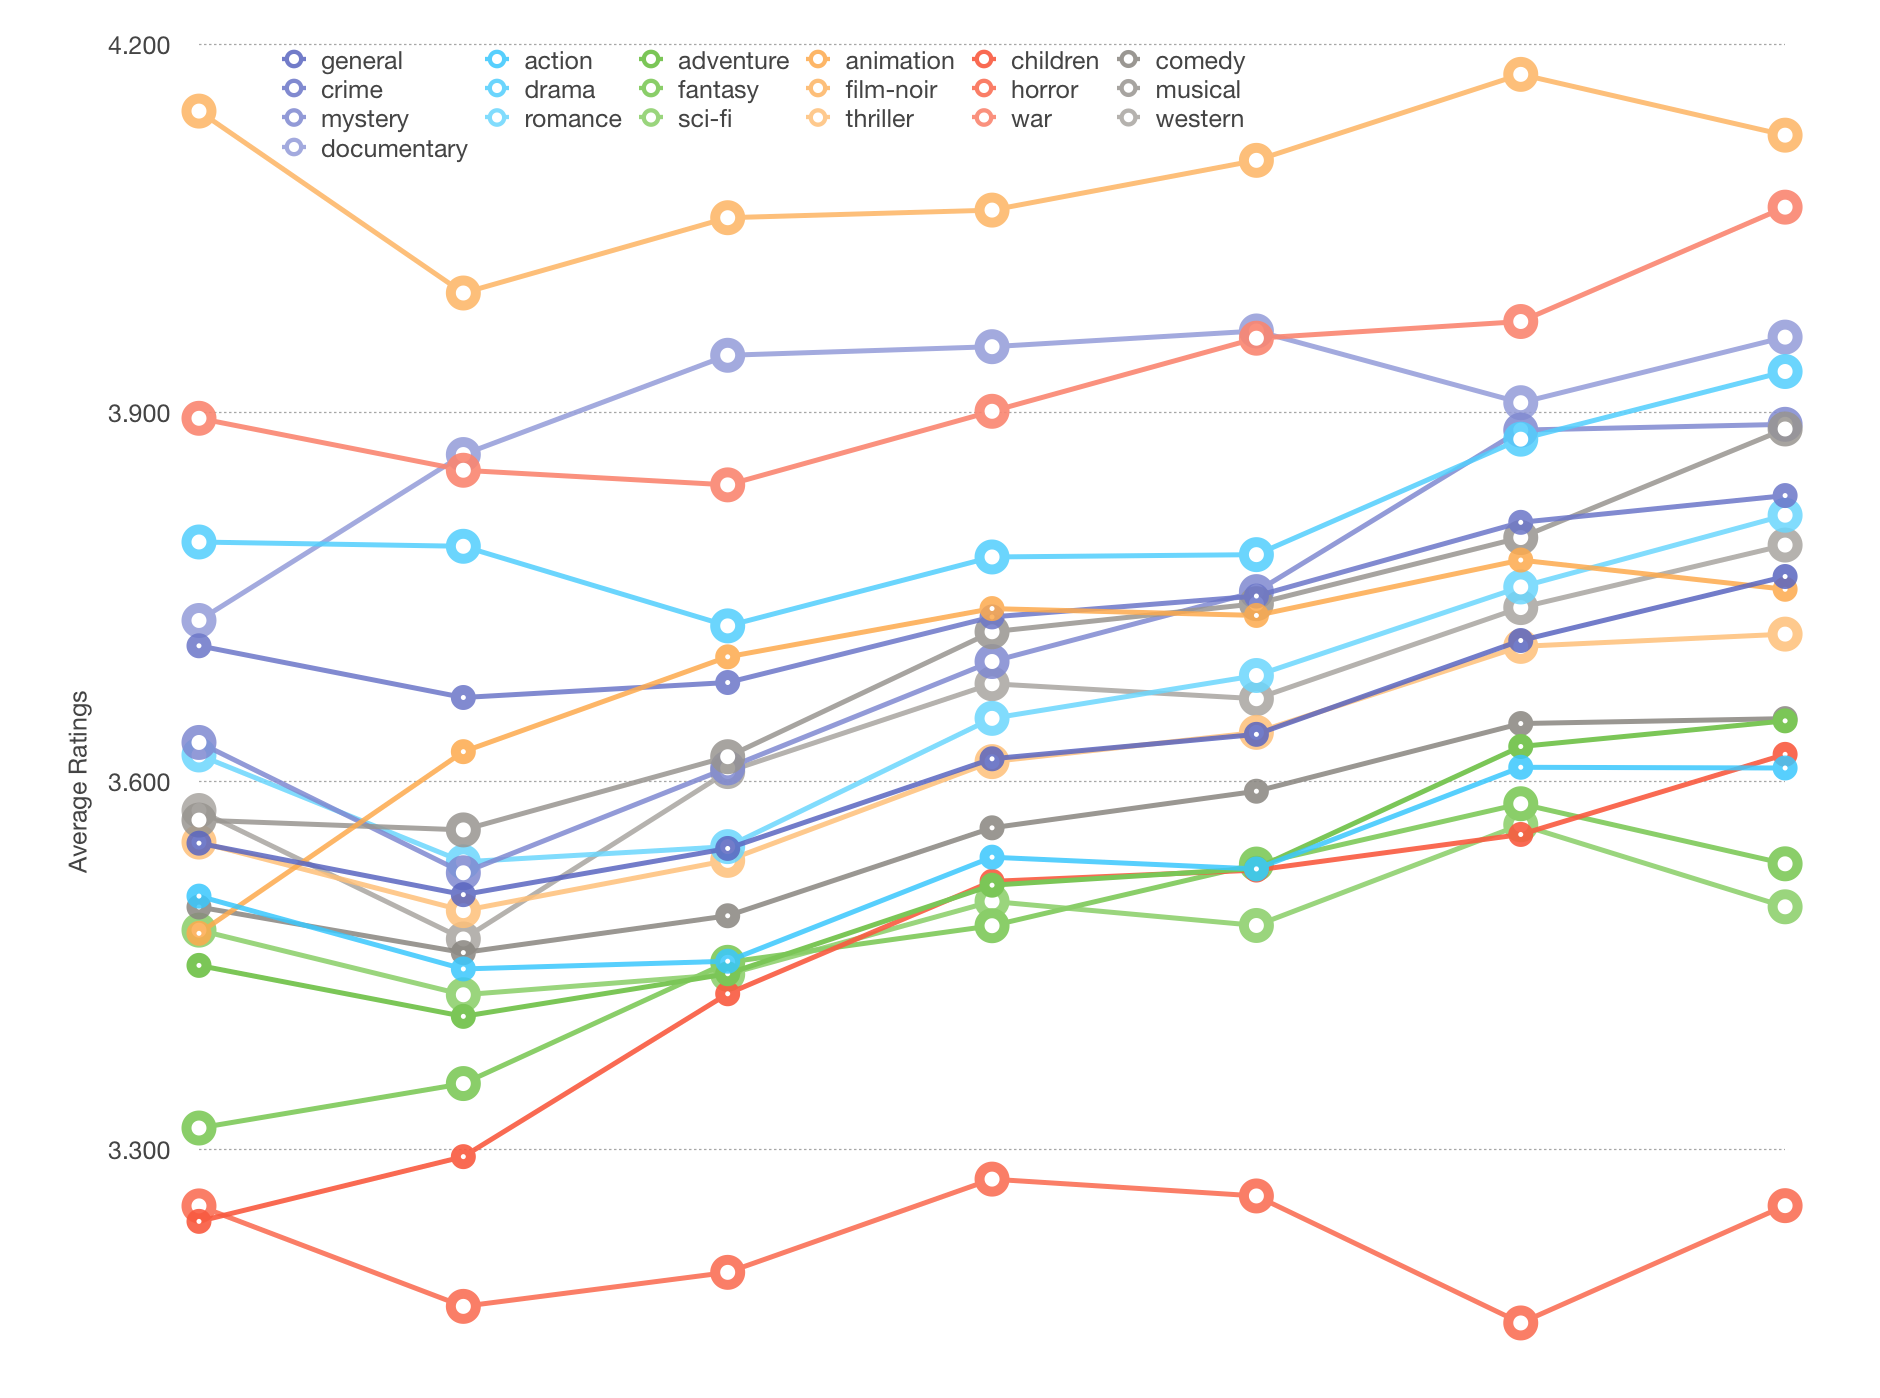 4.200
general action adventure animation children comedy
crime drama fantasy film-noir horror musical
mystery romance sci-fi thriller war western
documentary
3.900
3.600
3.300
Average Ratings